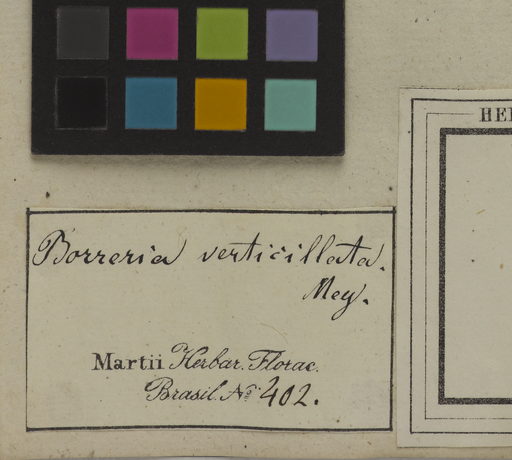 Borreria verticillata.
Mey.
Martii Herbar. Florae
Brasil. No. 402.